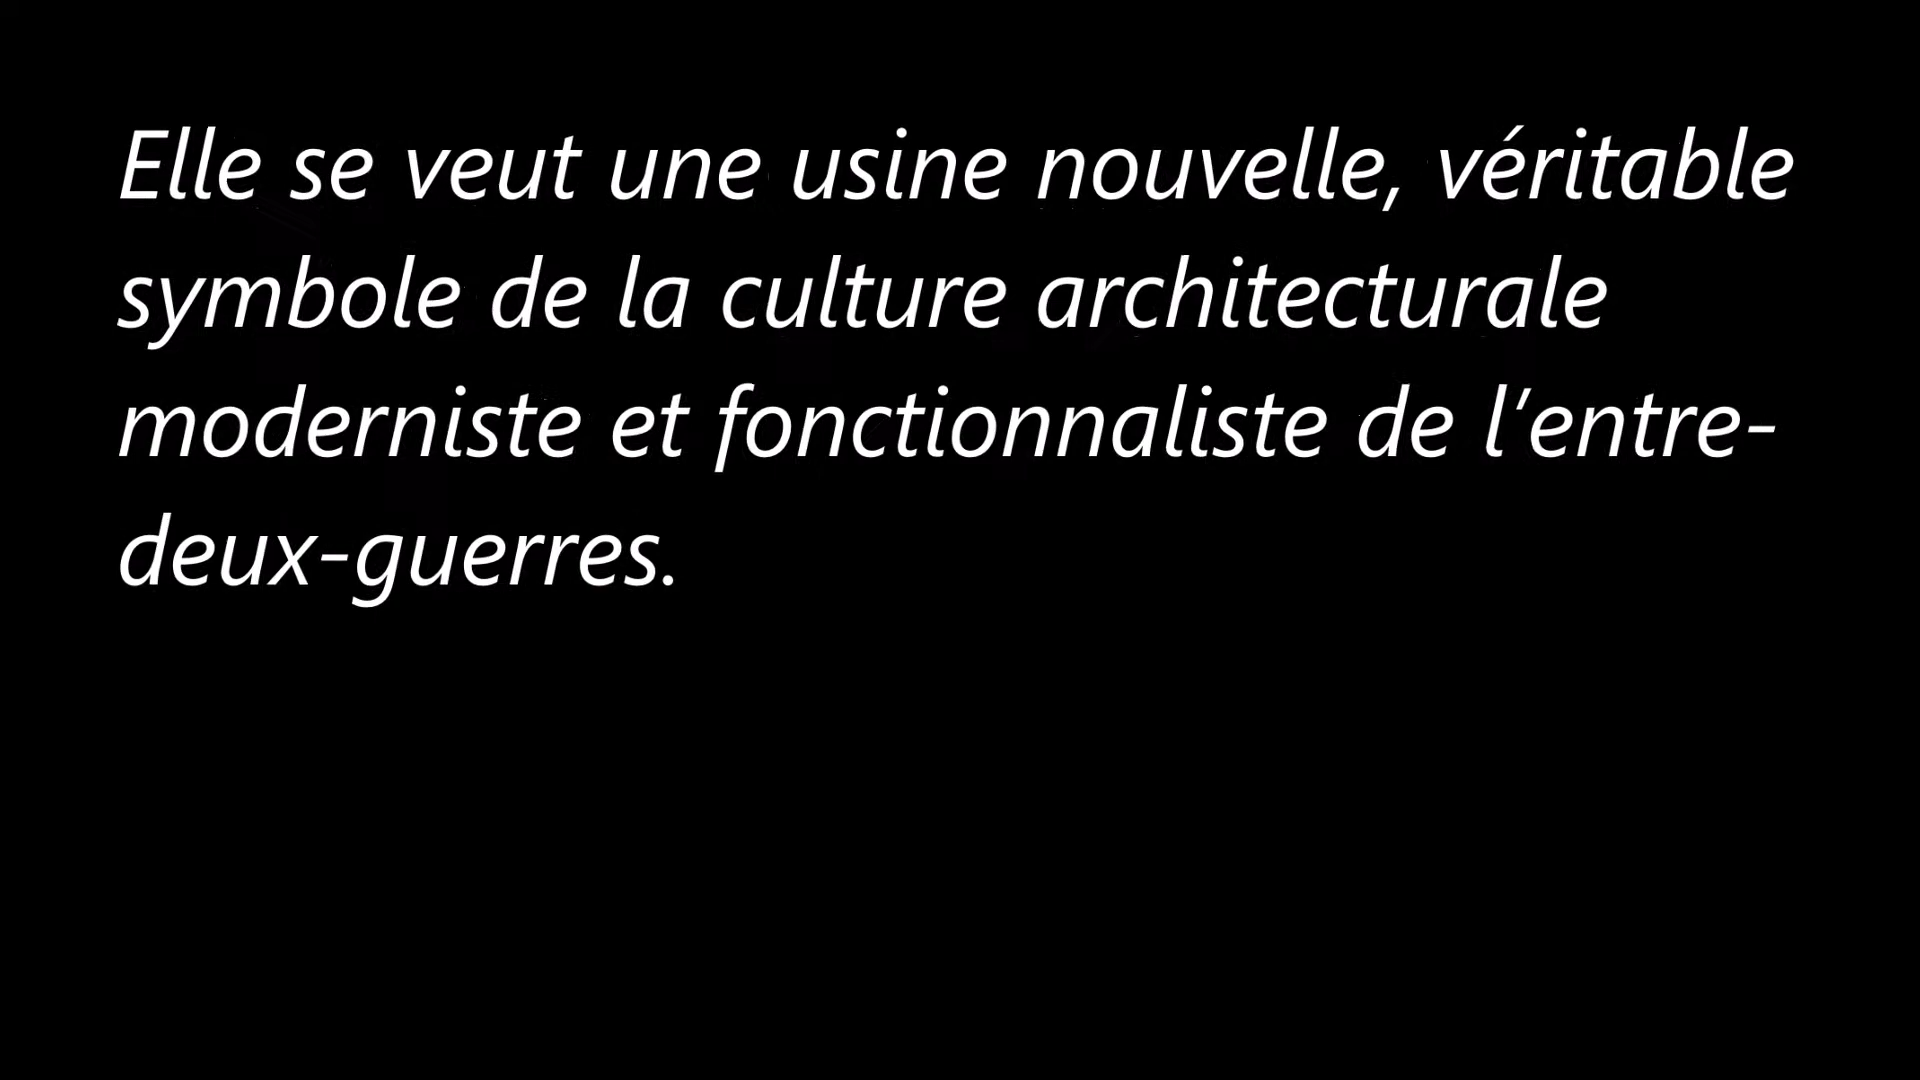 Elle se veut une usine nouvelle, véritable
symbole de la culture architecturale
moderniste et fonctionnaliste de l’entre-
deux-guerres.